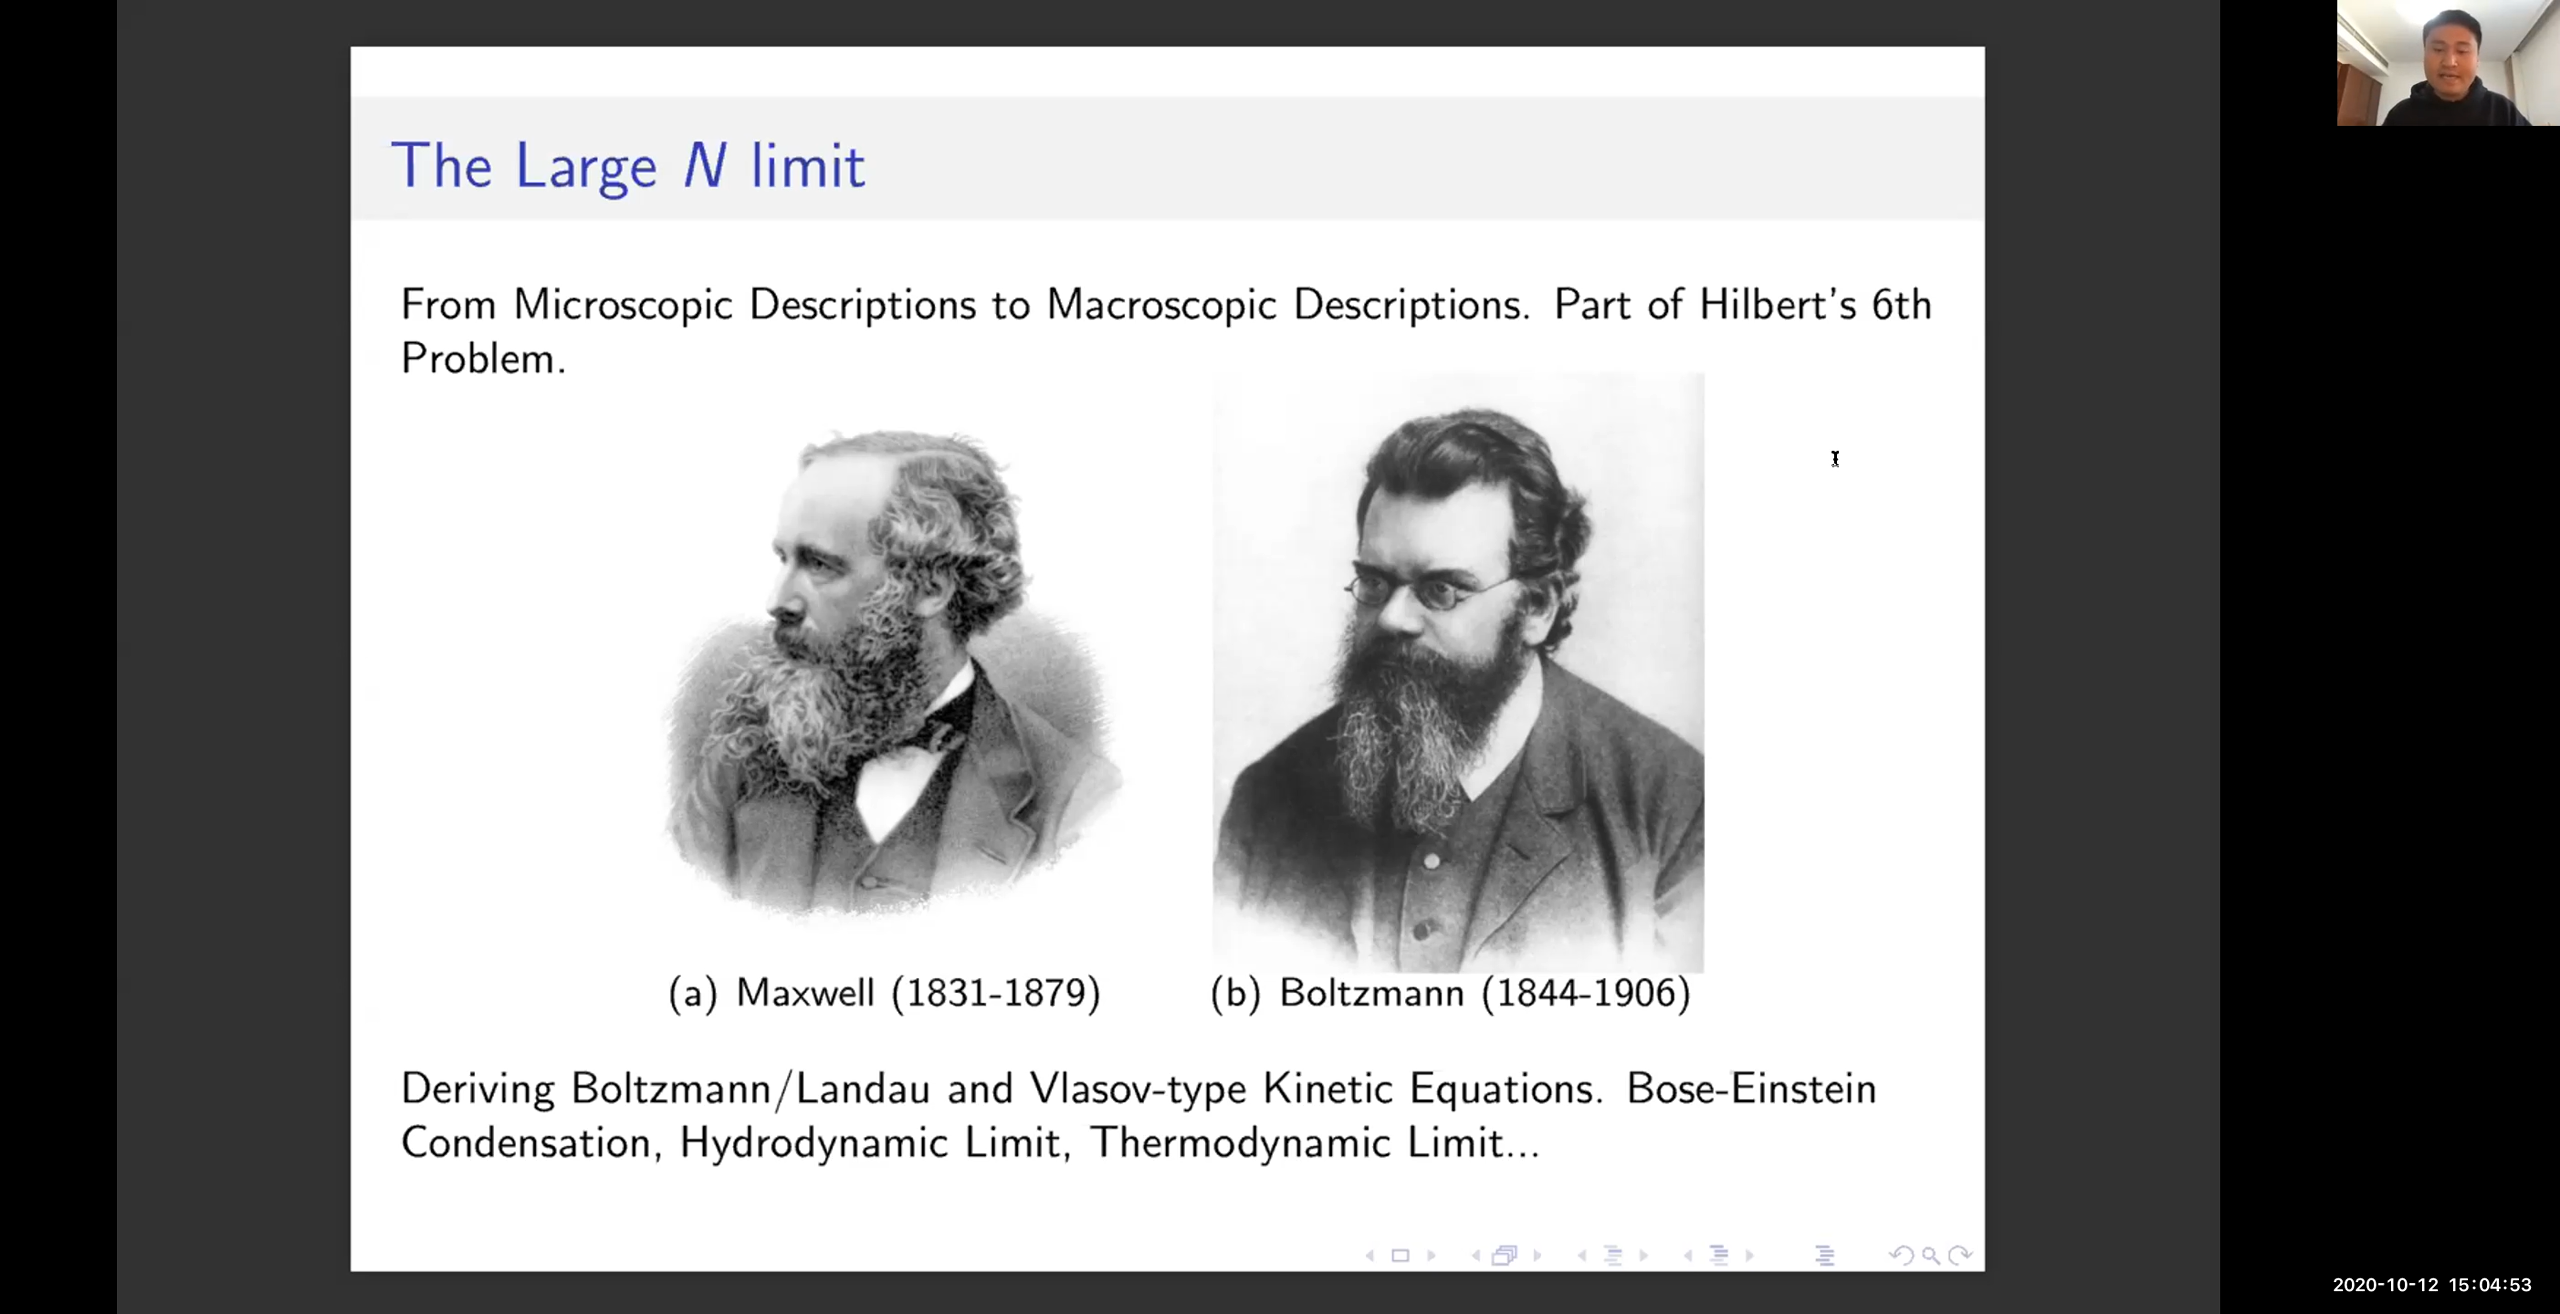 The Large N limit
From Microscopic Descriptions to Macroscopic Descriptions. Part of Hilbert's 6th
Problem.
(a) Maxwell (1831-1879)
(b) Boltzmann (1844-1906)
Deriving Boltzmann/Landau and Vlasov-type Kinetic Equations. Bose-Einstein
Condensation, Hydrodynamic Limit, Thermodynamic Limit...
2020-10-12 15:04:53